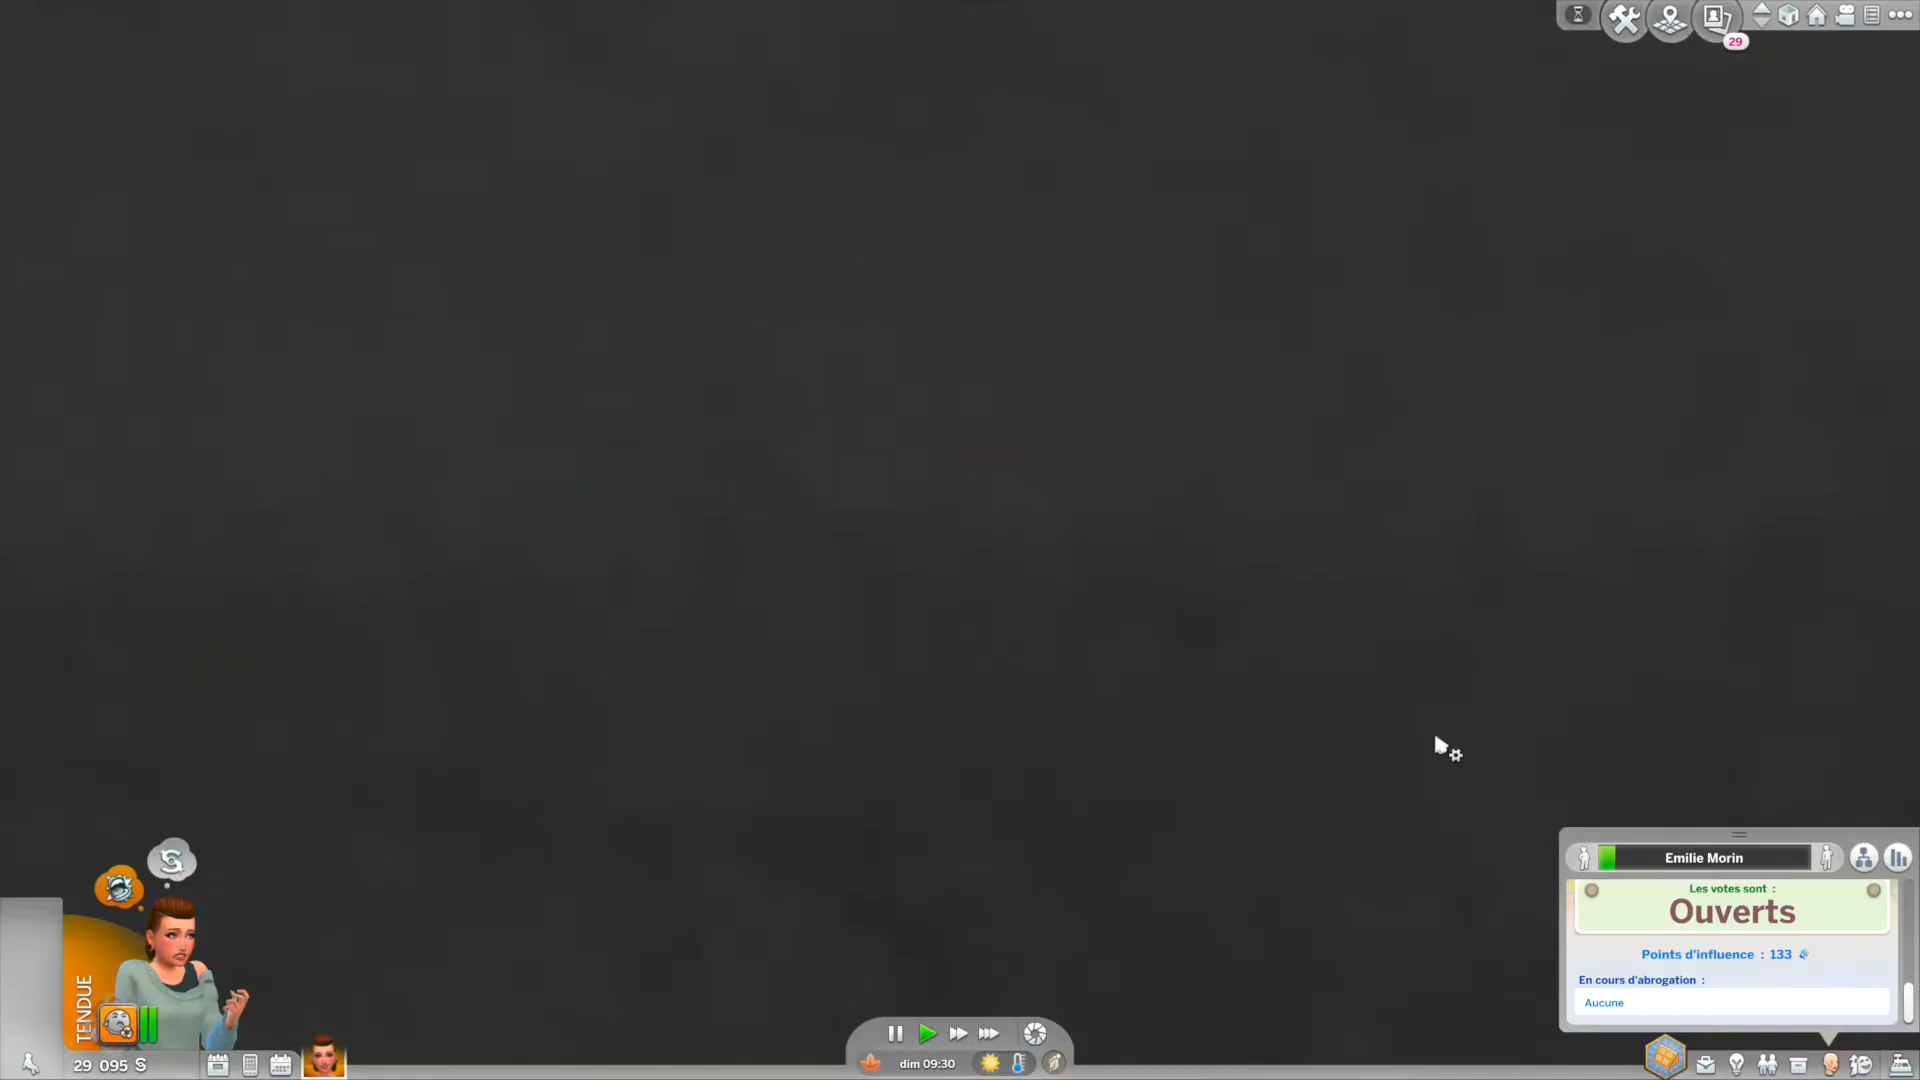 29
Emilie Morin
Les votes sont :
Ouverts
Points d'influence : 133
En cours d'abrogation :
Aucune
TENDUE
29 095 S
dim 09:30